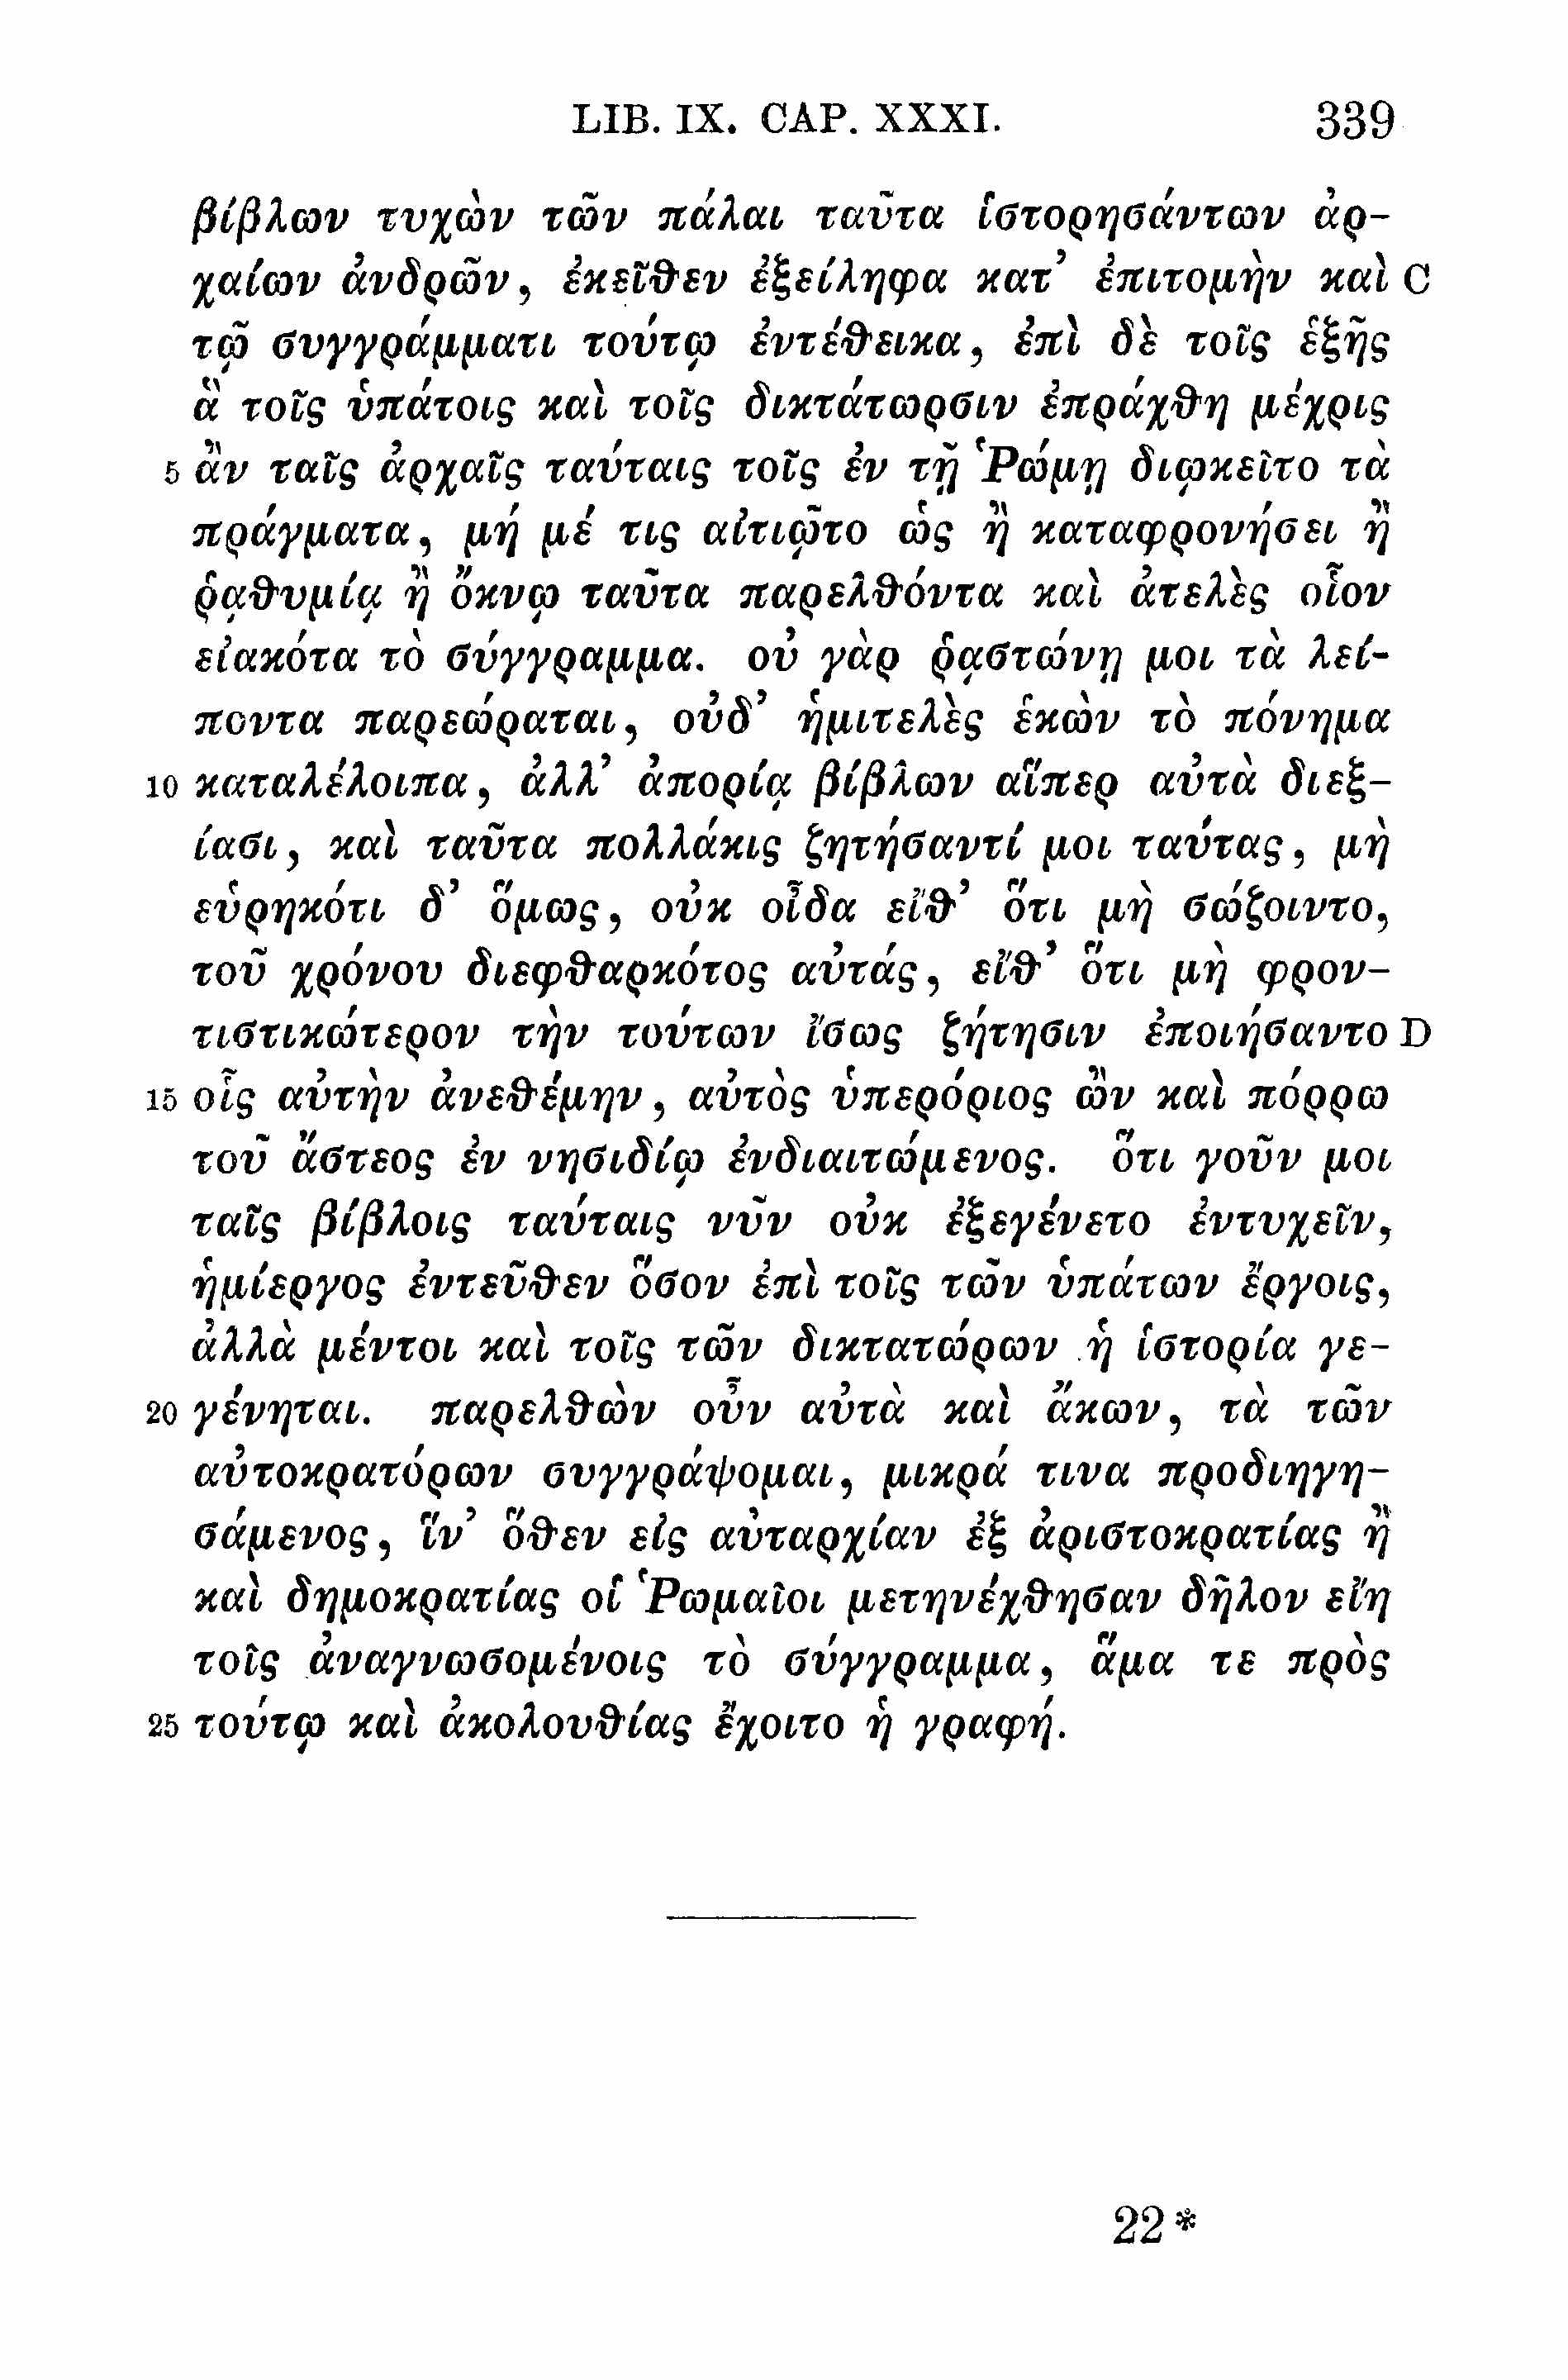 LIB. IX. CAP. XXXI. 339
βίβλων τυχὼν τῶν πάλαι ταῦτα ἱστορησάντων ἀρ-
χαίων ἀνδρῶν, ἐκεῖθεν ἐξείληφα κατ᾽ ἐπιτομὴν καὶ C
τῷ συγγράμματι τούτῳ ἐντέθεικα, ἐπὶ δὲ τοῖς ἑξῆς
ἃ τοῖς ὑπάτοις καὶ τοῖς δικτάτωρσιν ἐπράχθη μέχρις
5 ἂν ταῖς ἀρχαῖς ταύταις τοῖς ἐν τῇ Ῥώμῃ διῳκεῖτο τὰ
πράγματα, μή μέ τις αἰτιῷτο ὡς ἢ καταφρονήσει ἢ
ῥᾳθυμίᾳ ἢ ὄκνῳ ταῦτα παρελθόντα καὶ ἀτελὲς οἷον
εἰακότα τὸ σύγγραμμα. οὐ γὰρ ῥᾳστώνῃ μοι τὰ λεί-
ποντα παρεώραται, οὐδ᾽ ἡμιτελὲς ἑκὼν τὸ πόνημα
10 καταλέλοιπα, ἀλλ᾽ ἀπορίᾳ βίβλων αἵπερ αὐτὰ διεξ-
ίασι, καὶ ταῦτα πολλάκις ζητήσαντί μοι ταύτας, μὴ
εὑρηκότι δ᾽ ὅμως, οὐκ οἶδα εἴθ᾽ ὅτι μὴ σώζοιντο,
τοῦ χρόνου διεφθαρκότος αὐτάς, εἴθ᾽ ὅτι μὴ φρον-
τιστικώτερον τὴν τούτων ἴσως ζήτησιν ἐποιήσαντο D
15 οἷς αὐτὴν ἀνεθέμην, αὐτὸς ὑπερόριος ὢν καὶ πόρρω
τοῦ ἄστεος ἐν νησιδίῳ ἐνδιαιτώμενος. ὅτι γοῦν μοι
ταῖς βίβλοις ταύταις νῦν οὐκ ἐξεγένετο ἐντυχεῖν,
ἡμίεργος ἐντεῦθεν ὅσον ἐπὶ τοῖς τῶν ὑπάτων ἔργοις,
ἀλλὰ μέντοι καὶ τοῖς τῶν δικτατώρων ἡ ἱστορία γε-
20 γένηται. παρελθὼν οὖν αὐτὰ καὶ ἄκων, τὰ τῶν
αὐτοκρατόρων συγγράψομαι, μικρά τινα προδιηγη-
σάμενος, ἵν᾽ ὅθεν εἰς αὐταρχίαν ἐξ ἀριστοκρατίας ἢ
καὶ δημοκρατίας οἱ Ῥωμαῖοι μετηνέχθησαν δῆλον εἴη
τοῖς ἀναγνωσομένοις τὸ σύγγραμμα, ἅμα τε πρὸς
25 τούτῳ καὶ ἀκολουθίας ἔχοιτο ἡ γραφή.
22*